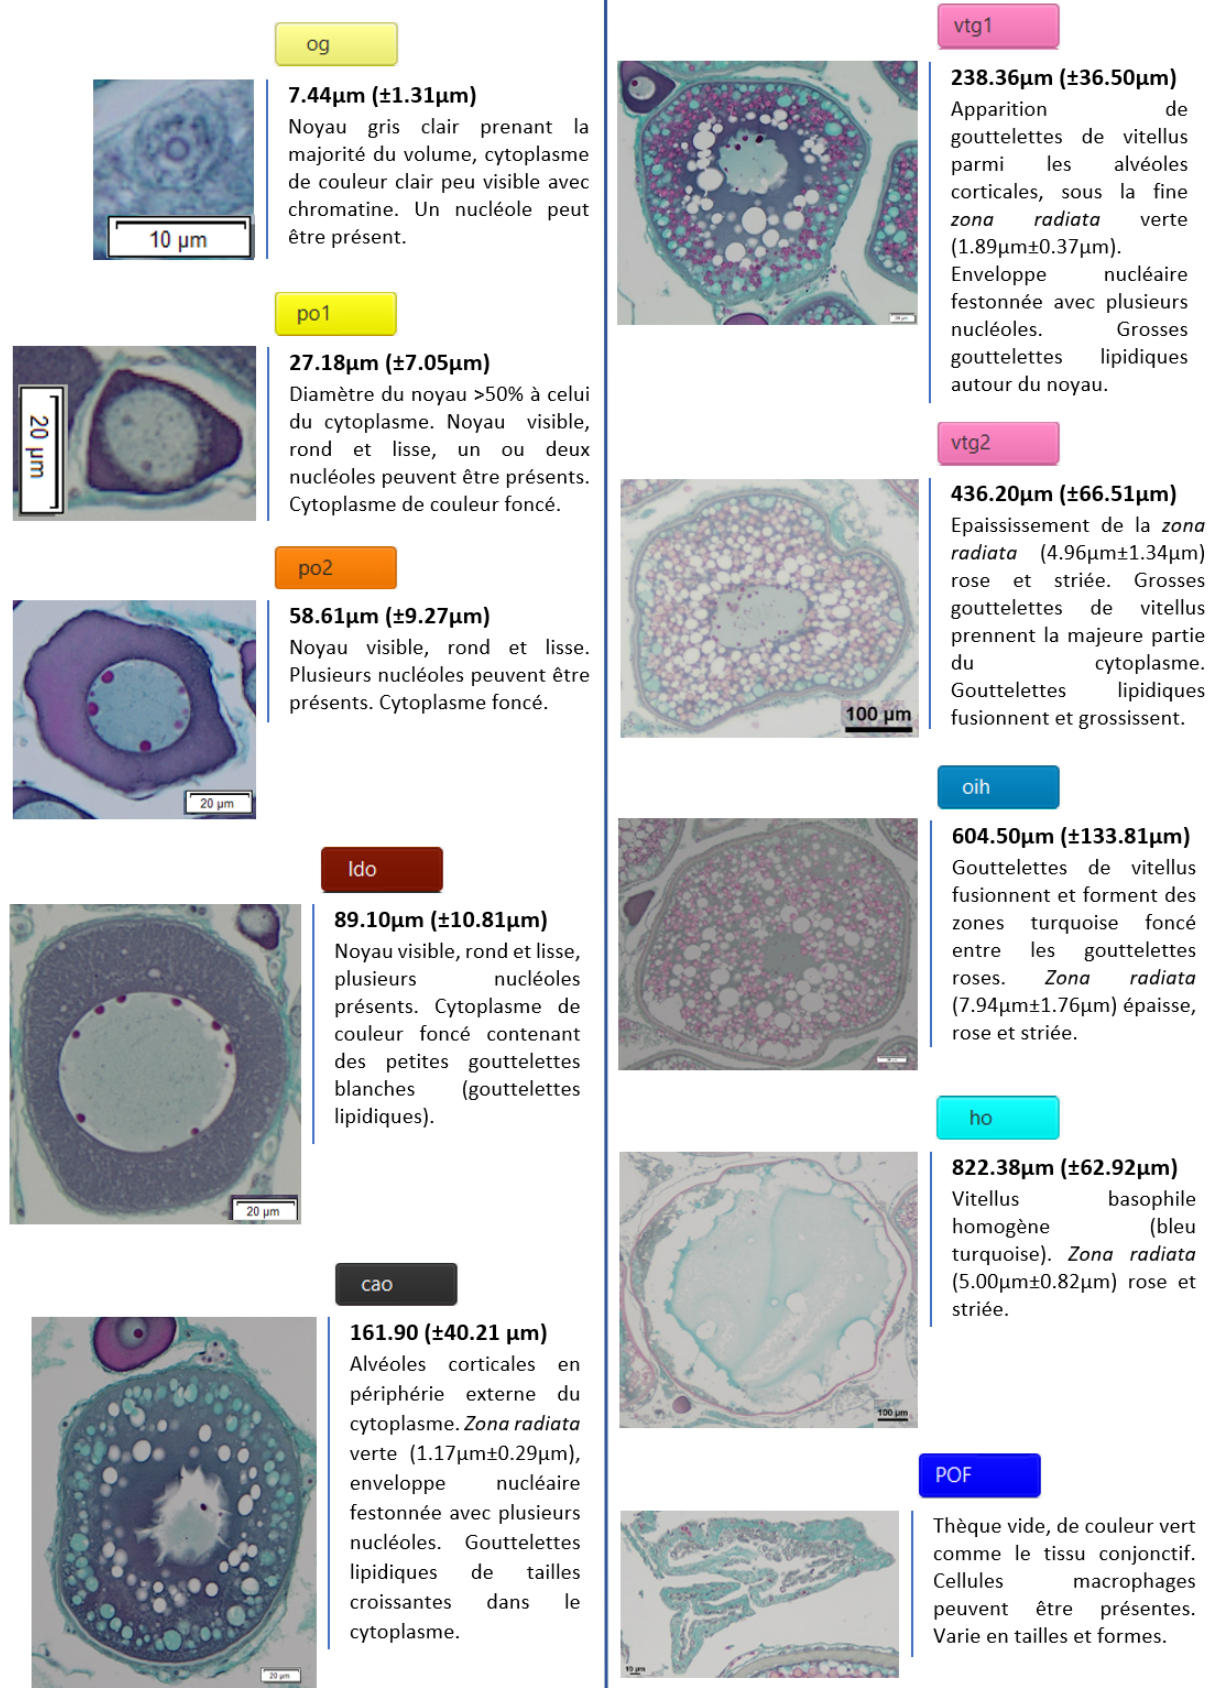 og
7.44µm (±1.31µm)
Noyau gris clair prenant la
majorité du volume, cytoplasme
de couleur clair peu visible avec
chromatine. Un nucléole peut
être présent.
10 µm
po1
27.18µm (±7.05µm)
Diamètre du noyau >50% à celui
du cytoplasme. Noyau visible,
rond et lisse, un ou deux
nucléoles peuvent être présents.
Cytoplasme de couleur foncé.
20 µm
po2
58.61µm (±9.27µm)
Noyau visible, rond et lisse.
Plusieurs nucléoles peuvent être
présents. Cytoplasme foncé.
20 µm
ldo
89.10µm (±10.81µm)
Noyau visible, rond et lisse,
plusieurs nucléoles
présents. Cytoplasme de
couleur foncé contenant
des petites gouttelettes
blanches (gouttelettes
lipidiques).
20 µm
cao
161.90 (±40.21 µm)
Alvéoles corticales en
périphérie externe du
cytoplasme. Zona radiata
verte (1.17µm±0.29µm),
enveloppe nucléaire
festonnée avec plusieurs
nucléoles. Gouttelettes
lipidiques de tailles
croissantes dans le
cytoplasme.
20 µm
vtg1
238.36µm (±36.50µm)
Apparition de
gouttelettes de vitellus
parmi les alvéoles
corticales, sous la fine
zona radiata verte
(1.89µm±0.37µm).
Enveloppe nucléaire
festonnée avec plusieurs
nucléoles. Grosses
gouttelettes lipidiques
autour du noyau.
vtg2
436.20µm (±66.51µm)
Epaississement de la zona
radiata (4.96µm±1.34µm)
rose et striée. Grosses
gouttelettes de vitellus
prennent la majeure partie
du cytoplasme.
Gouttelettes lipidiques
fusionnent et grossissent.
100 µm
oih
604.50µm (±133.81µm)
Gouttelettes de vitellus
fusionnent et forment des
zones turquoise foncé
entre les gouttelettes
roses. Zona radiata
(7.94µm±1.76µm) épaisse,
rose et striée.
ho
822.38µm (±62.92µm)
Vitellus basophile
homogène (bleu
turquoise). Zona radiata
(5.00µm±0.82µm) rose et
striée.
100 µm
POF
Thèque vide, de couleur vert
comme le tissu conjonctif.
Cellules macrophages
peuvent être présentes.
Varie en tailles et formes.
10 µm